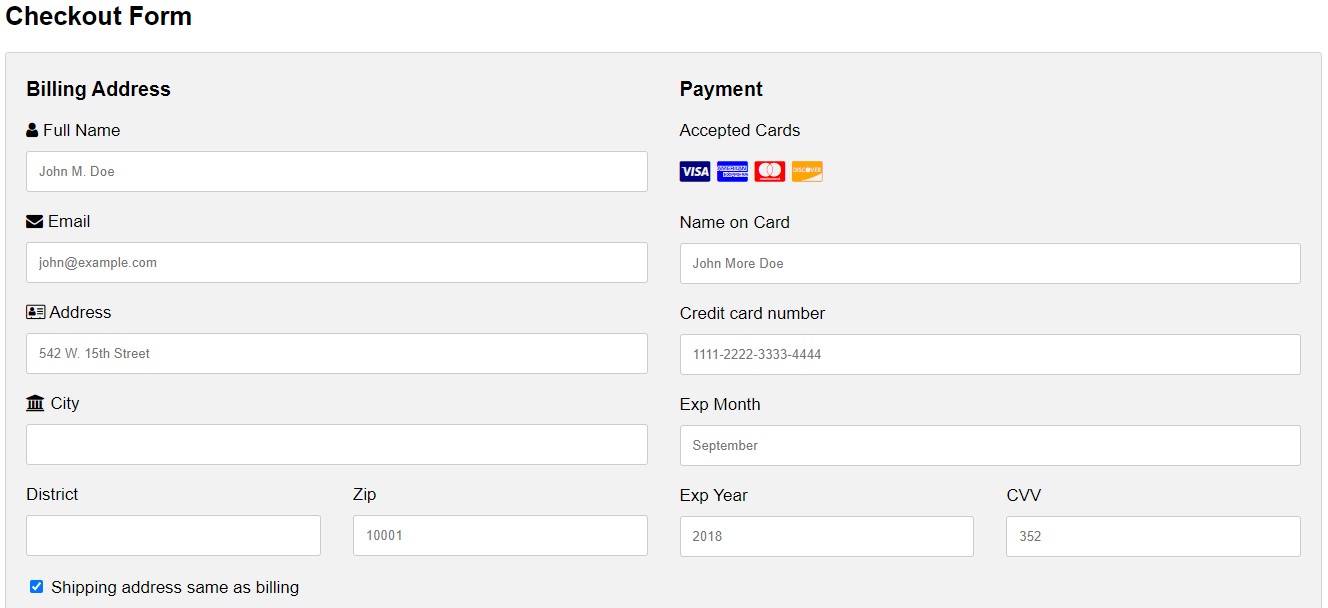 Checkout Form
Billing Address
Full Name
John M. Doe
Email
john@example.com
Address
542 W. 15th Street
City
District Zip
10001
Shipping address same as billing
Payment
Accepted Cards
VISA AMERICAN EXPRESS DISCOVER
Name on Card
John More Doe
Credit card number
1111-2222-3333-4444
Exp Month
September
Exp Year CVV
2018 352